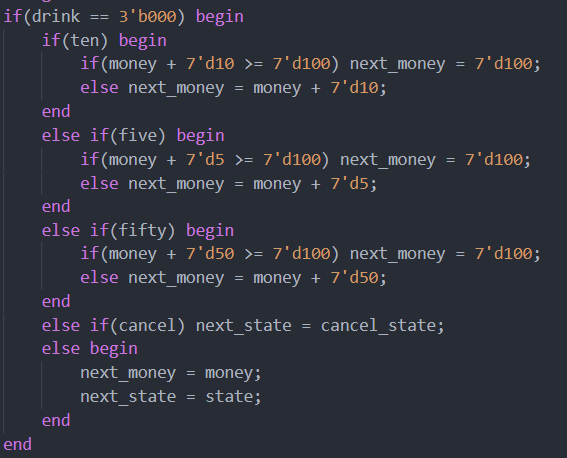 if(drink == 3'b000) begin
if(ten) begin
if(money + 7'd10 >= 7'd100) next_money = 7'd100;
else next_money = money + 7'd10;
end
else if(five) begin
if(money + 7'd5 >= 7'd100) next_money = 7'd100;
else next_money = money + 7'd5;
end
else if(fifty) begin
if(money + 7'd50 >= 7'd100) next_money = 7'd100;
else next_money = money + 7'd50;
end
else if(cancel) next_state = cancel_state;
else begin
next_money = money;
next_state = state;
end
end